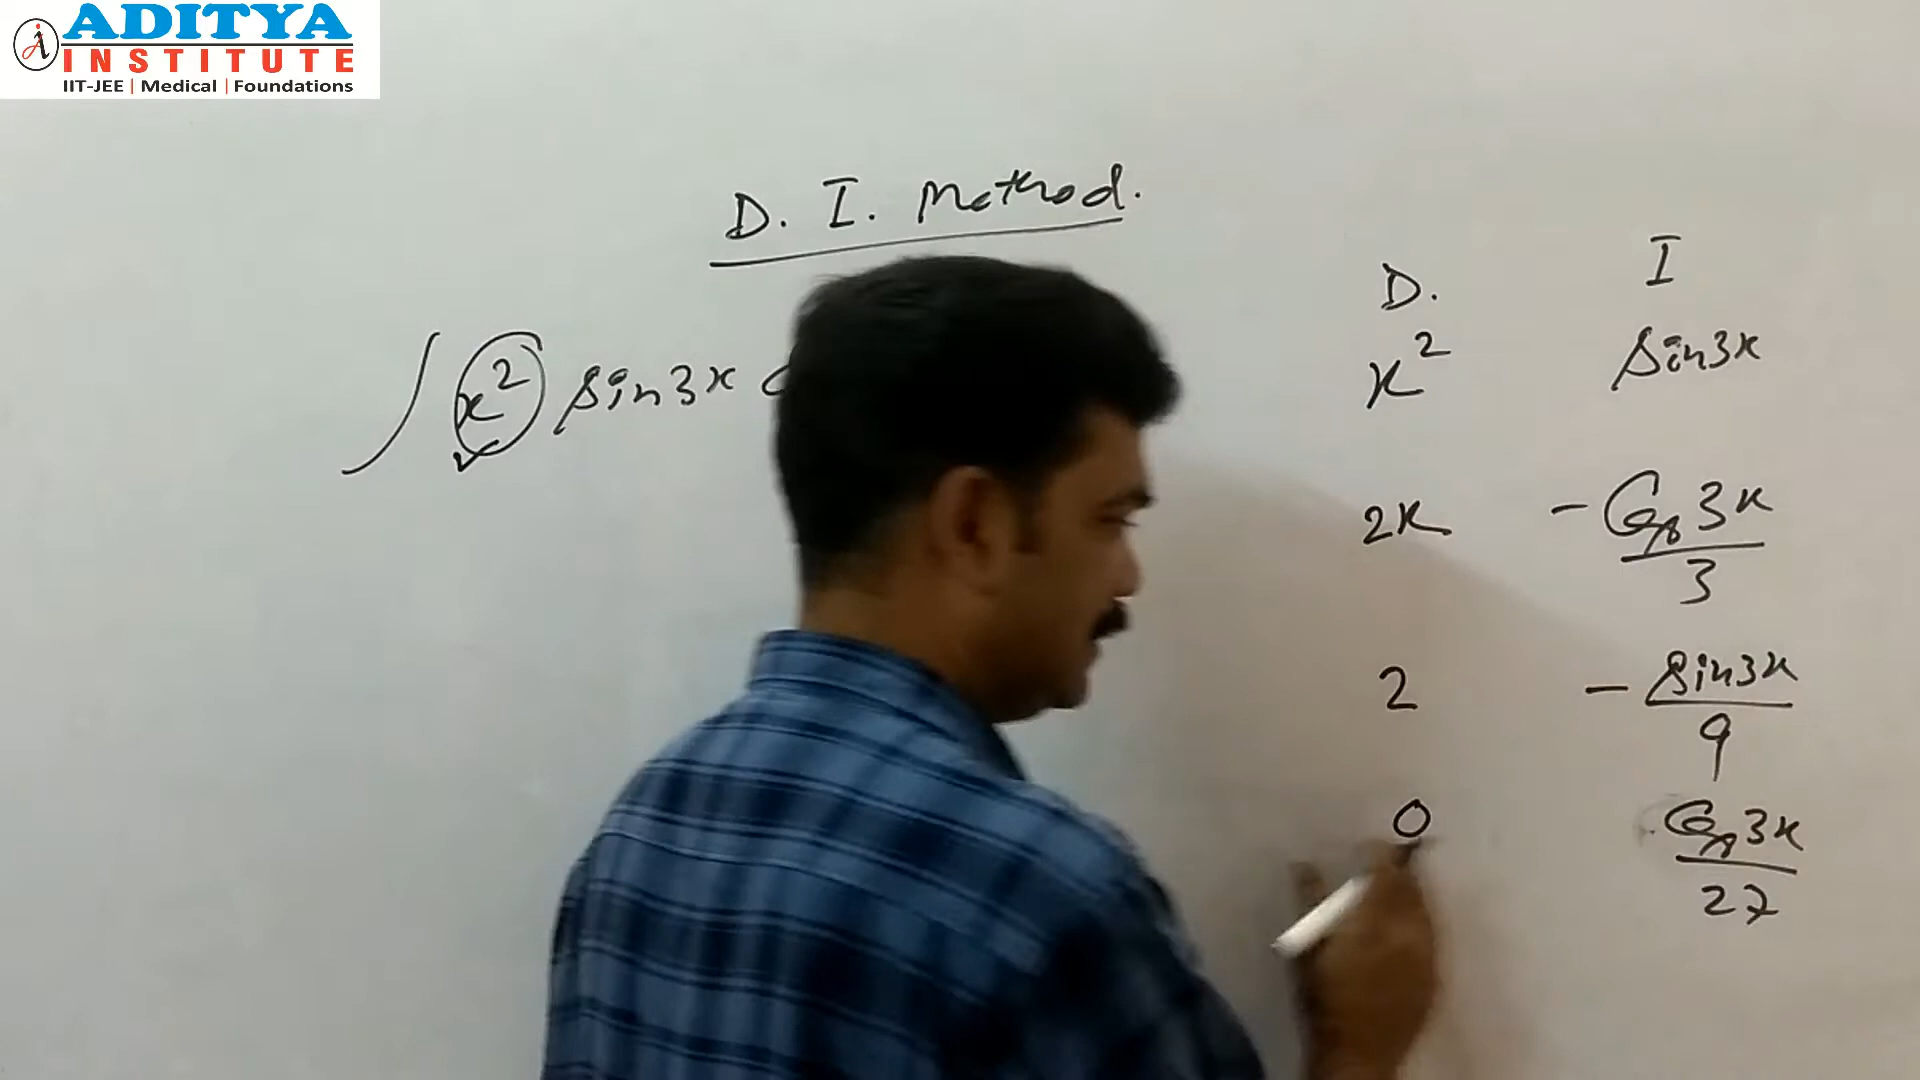 ADITYA
INSTITUTE
IIT-JEE | Medical | Foundations
D. I. Method.
∫ x² sin3x
D. I
x² sin3x
2x - Cos3x/3
2 - sin3x/9
0 Cos3x/27